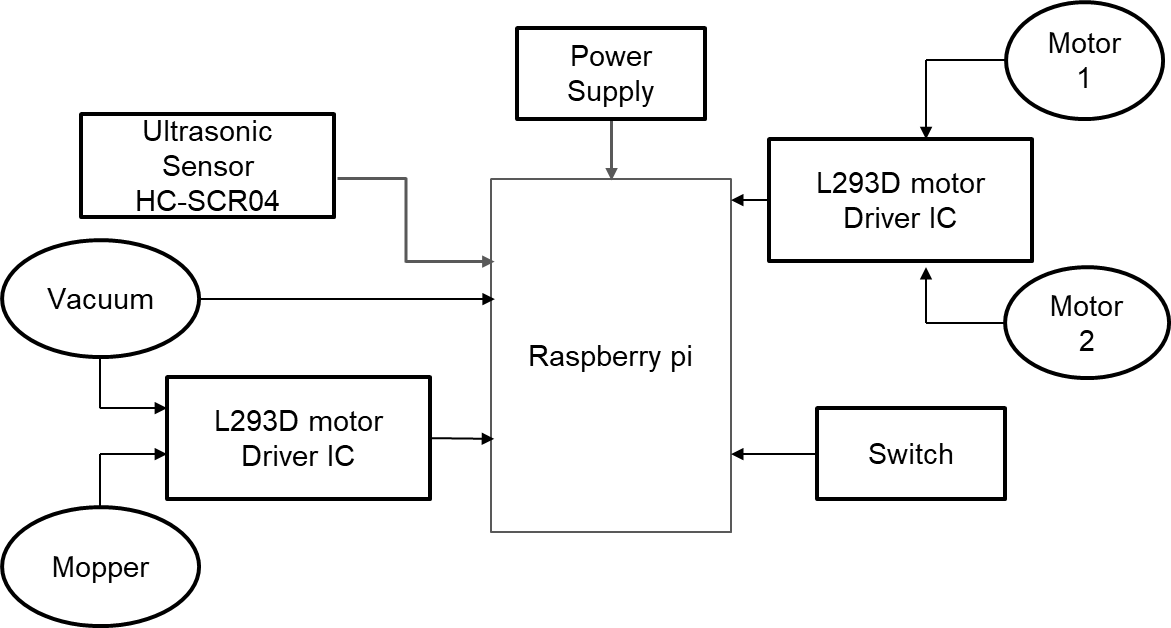 Power
Supply
Motor
1
Ultrasonic
Sensor
HC-SCR04
L293D motor
Driver IC
Vacuum
Motor
2
Raspberry pi
L293D motor
Driver IC
Switch
Mopper